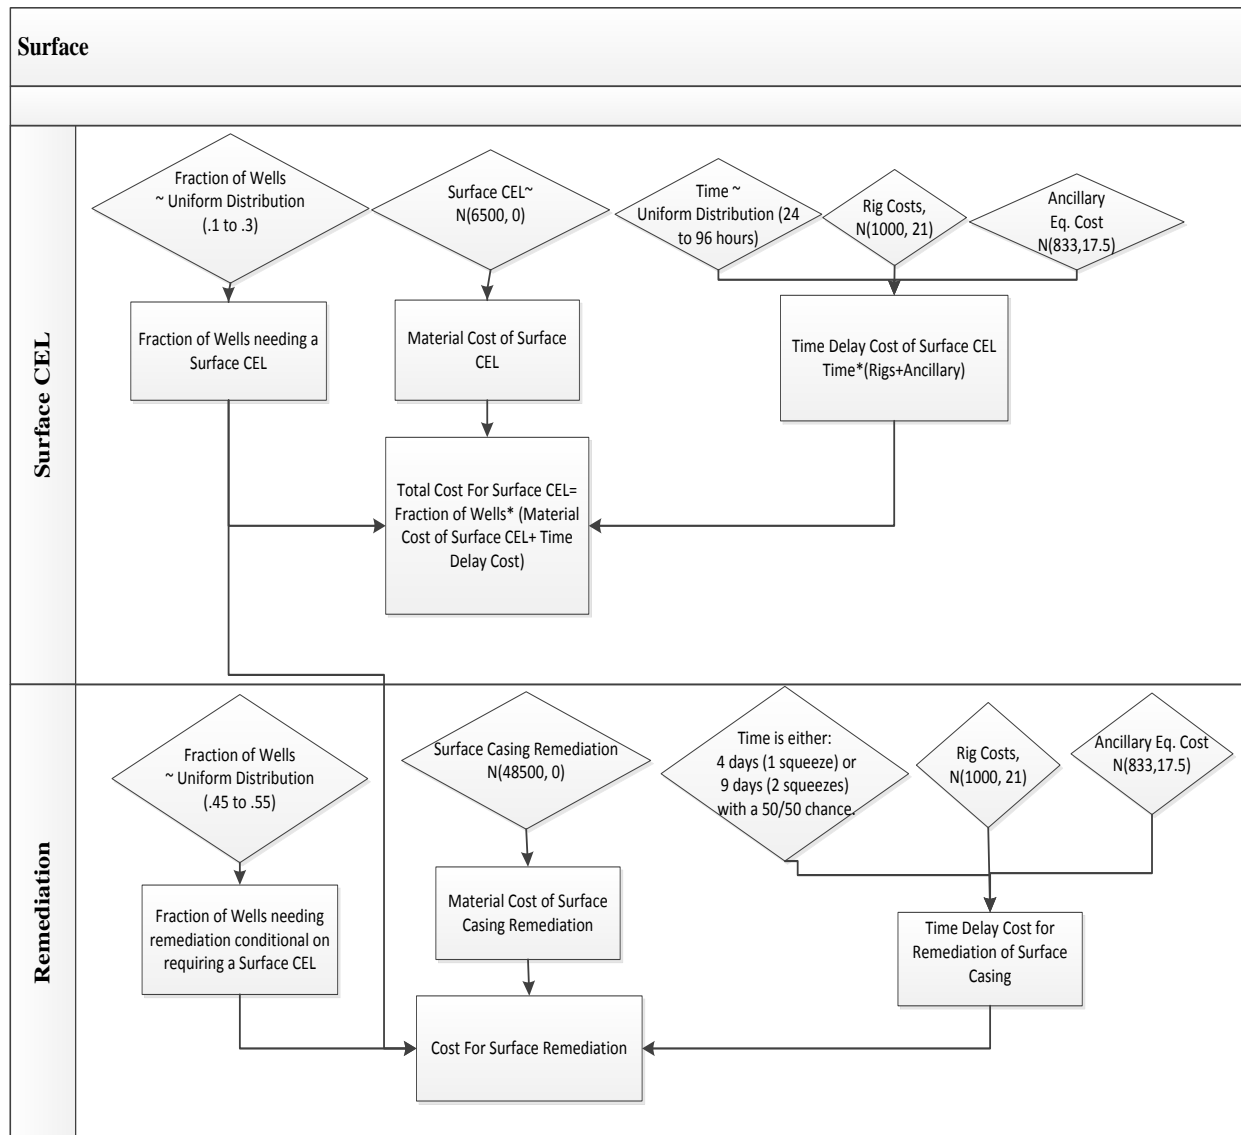 Surface
Surface CEL
Fraction of Wells
~ Uniform Distribution
(.1 to .3)
Surface CEL~
N(6500, 0)
Time ~
Uniform Distribution (24
to 96 hours)
Rig Costs,
N(1000, 21)
Ancillary
Eq. Cost
N(833,17.5)
Fraction of Wells needing a
Surface CEL
Material Cost of Surface
CEL
Time Delay Cost of Surface CEL
Time*(Rigs+Ancillary)
Total Cost For Surface CEL=
Fraction of Wells* (Material
Cost of Surface CEL+ Time
Delay Cost)
Remediation
Fraction of Wells
~ Uniform Distribution
(.45 to .55)
Surface Casing Remediation
N(48500, 0)
Time is either:
4 days (1 squeeze) or
9 days (2 squeezes)
with a 50/50 chance.
Rig Costs,
N(1000, 21)
Ancillary Eq. Cost
N(833,17.5)
Fraction of Wells needing
remediation conditional on
requiring a Surface CEL
Material Cost of Surface
Casing Remediation
Time Delay Cost for
Remediation of Surface
Casing
Cost For Surface Remediation